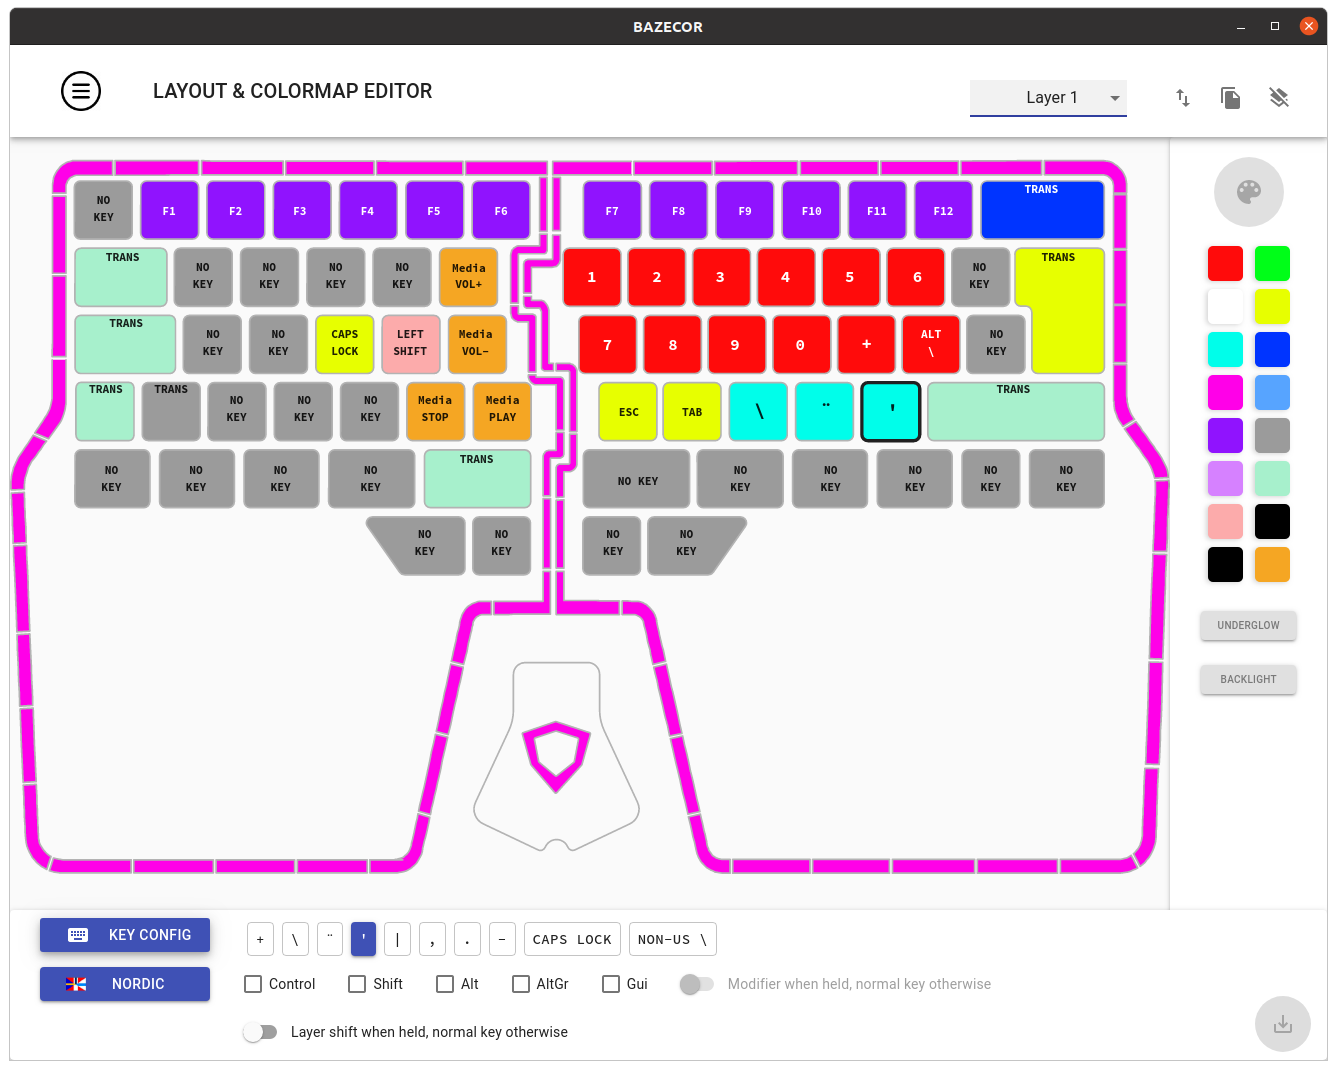 BAZECOR
LAYOUT & COLORMAP EDITOR
Layer 1
NO KEY
F1
F2
F3
F4
F5
F6
F7
F8
F9
F10
F11
F12
TRANS
TRANS
NO KEY
NO KEY
NO KEY
NO KEY
Media VOL+
1
2
3
4
5
6
NO KEY
TRANS
TRANS
NO KEY
NO KEY
CAPS LOCK
LEFT SHIFT
Media VOL-
7
8
9
0
+
ALT \
NO KEY
TRANS
TRANS
NO KEY
NO KEY
NO KEY
Media STOP
Media PLAY
ESC
TAB
\
¨
'
TRANS
NO KEY
NO KEY
NO KEY
NO KEY
TRANS
NO KEY
NO KEY
NO KEY
NO KEY
NO KEY
NO KEY
NO KEY
NO KEY
NO KEY
NO KEY
UNDERGLOW
BACKLIGHT
KEY CONFIG
+ \ ¨ ' | , . - CAPS LOCK NON-US \
NORDIC
Control Shift Alt AltGr Gui Modifier when held, normal key otherwise
Layer shift when held, normal key otherwise